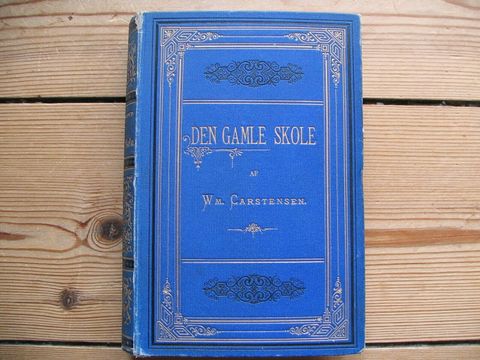 DEN GAMLE SKOLE
AF
WM. CARSTENSEN.